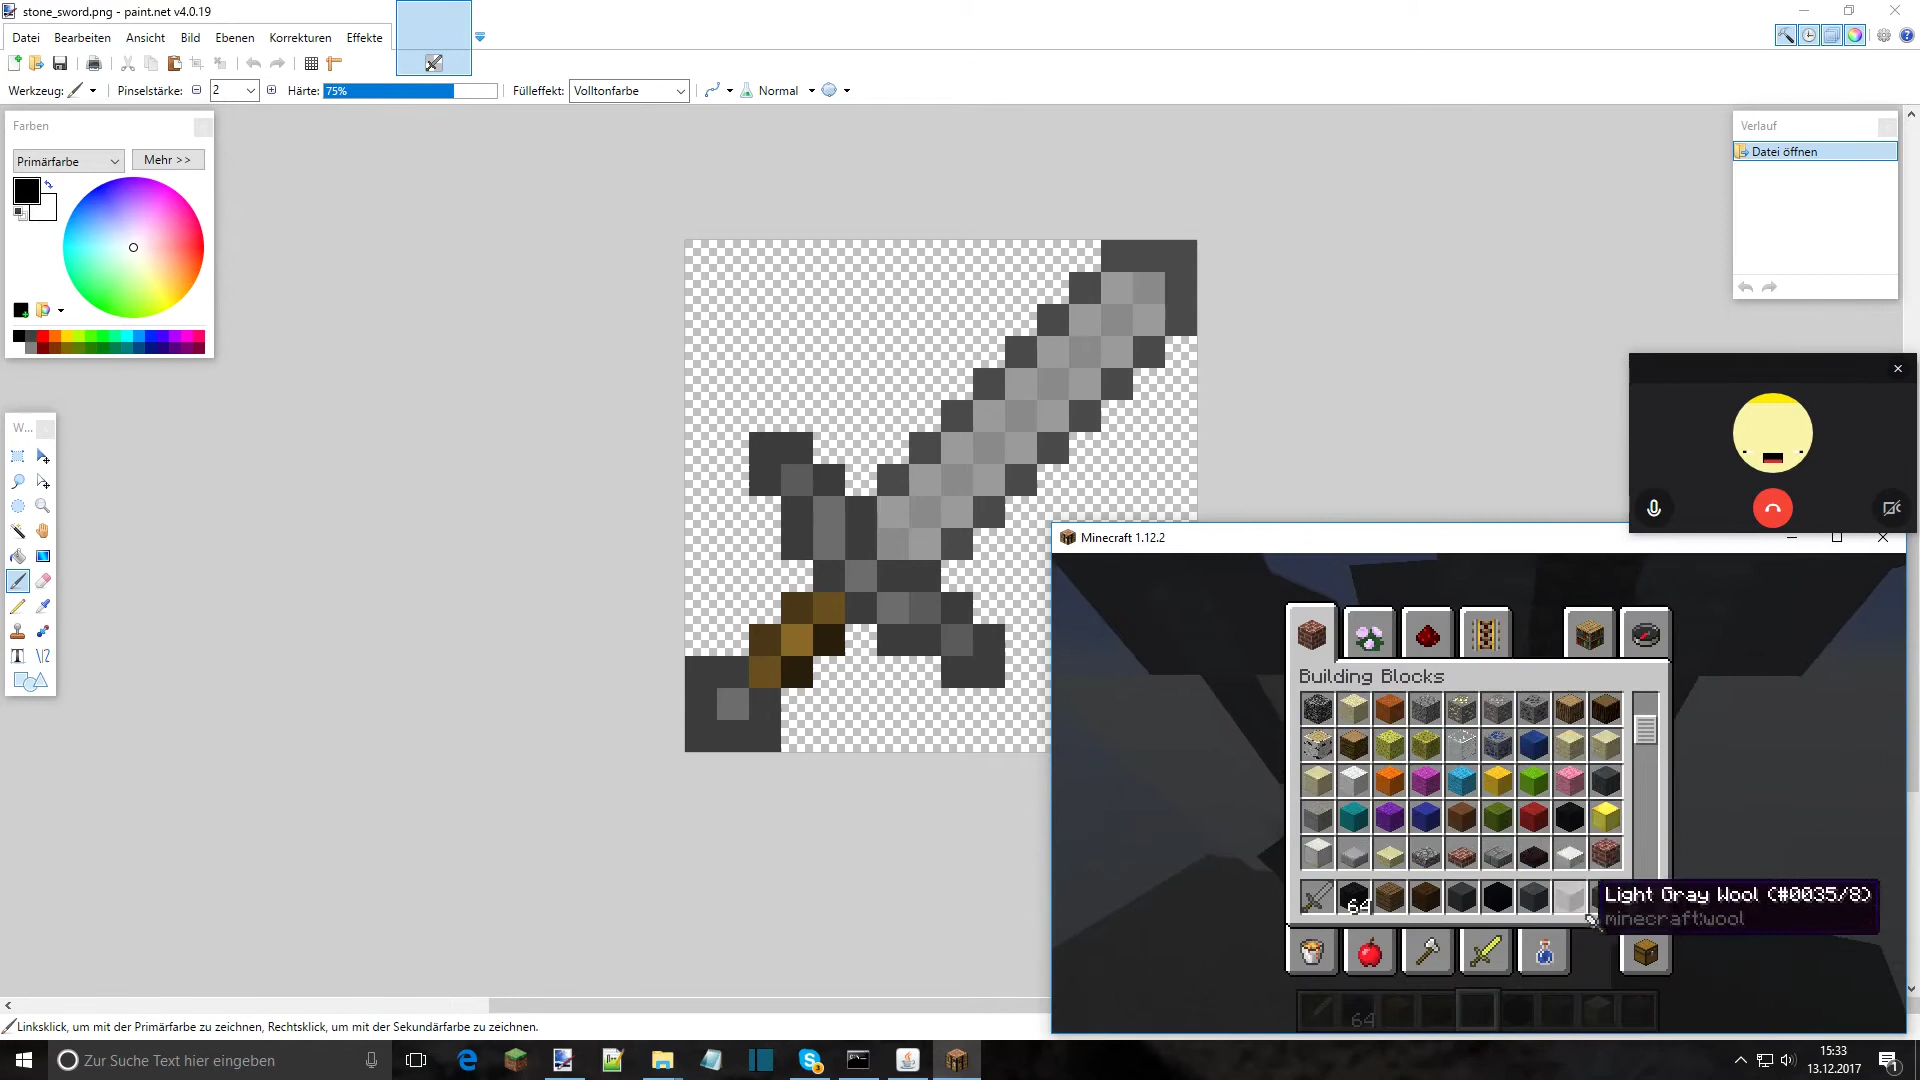 stone_sword.png - paint.net v4.0.19
Datei Bearbeiten Ansicht Bild Ebenen Korrekturen Effekte
Werkzeug: Pinselstärke: 2 Härte: 75% Fülleffekt: Volltonfarbe Normal
Farben
Primärfarbe Mehr >>
W...
Verlauf
Datei öffnen
Minecraft 1.12.2
Building Blocks
64
Light Gray Wool (#0035/8)
minecraft:wool
64
Linksklick, um mit der Primärfarbe zu zeichnen, Rechtsklick, um mit der Sekundärfarbe zu zeichnen.
Zur Suche Text hier eingeben
3
15:33
13.12.2017
1